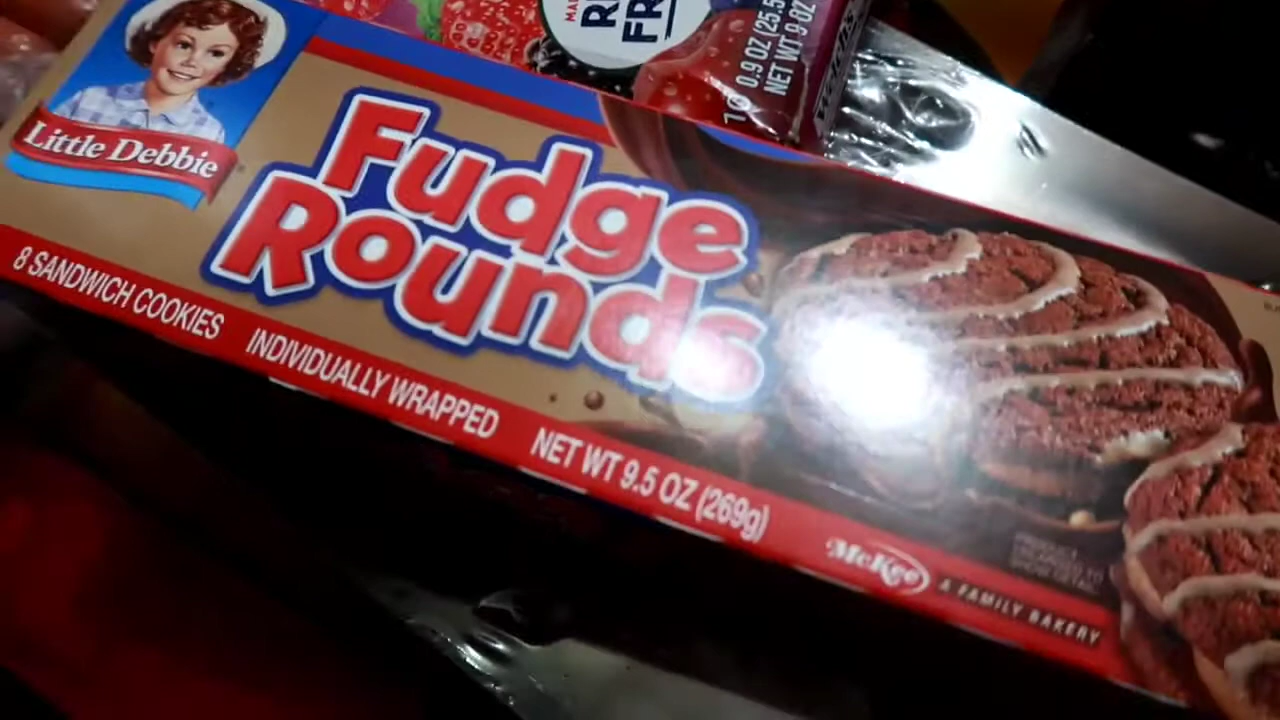 0.9 OZ (25.5
NET WT 9 OZ
Little Debbie
Fudge
Rounds
8 SANDWICH COOKIES INDIVIDUALLY WRAPPED NET WT 9.5 OZ (269g)
McKee A FAMILY BAKERY